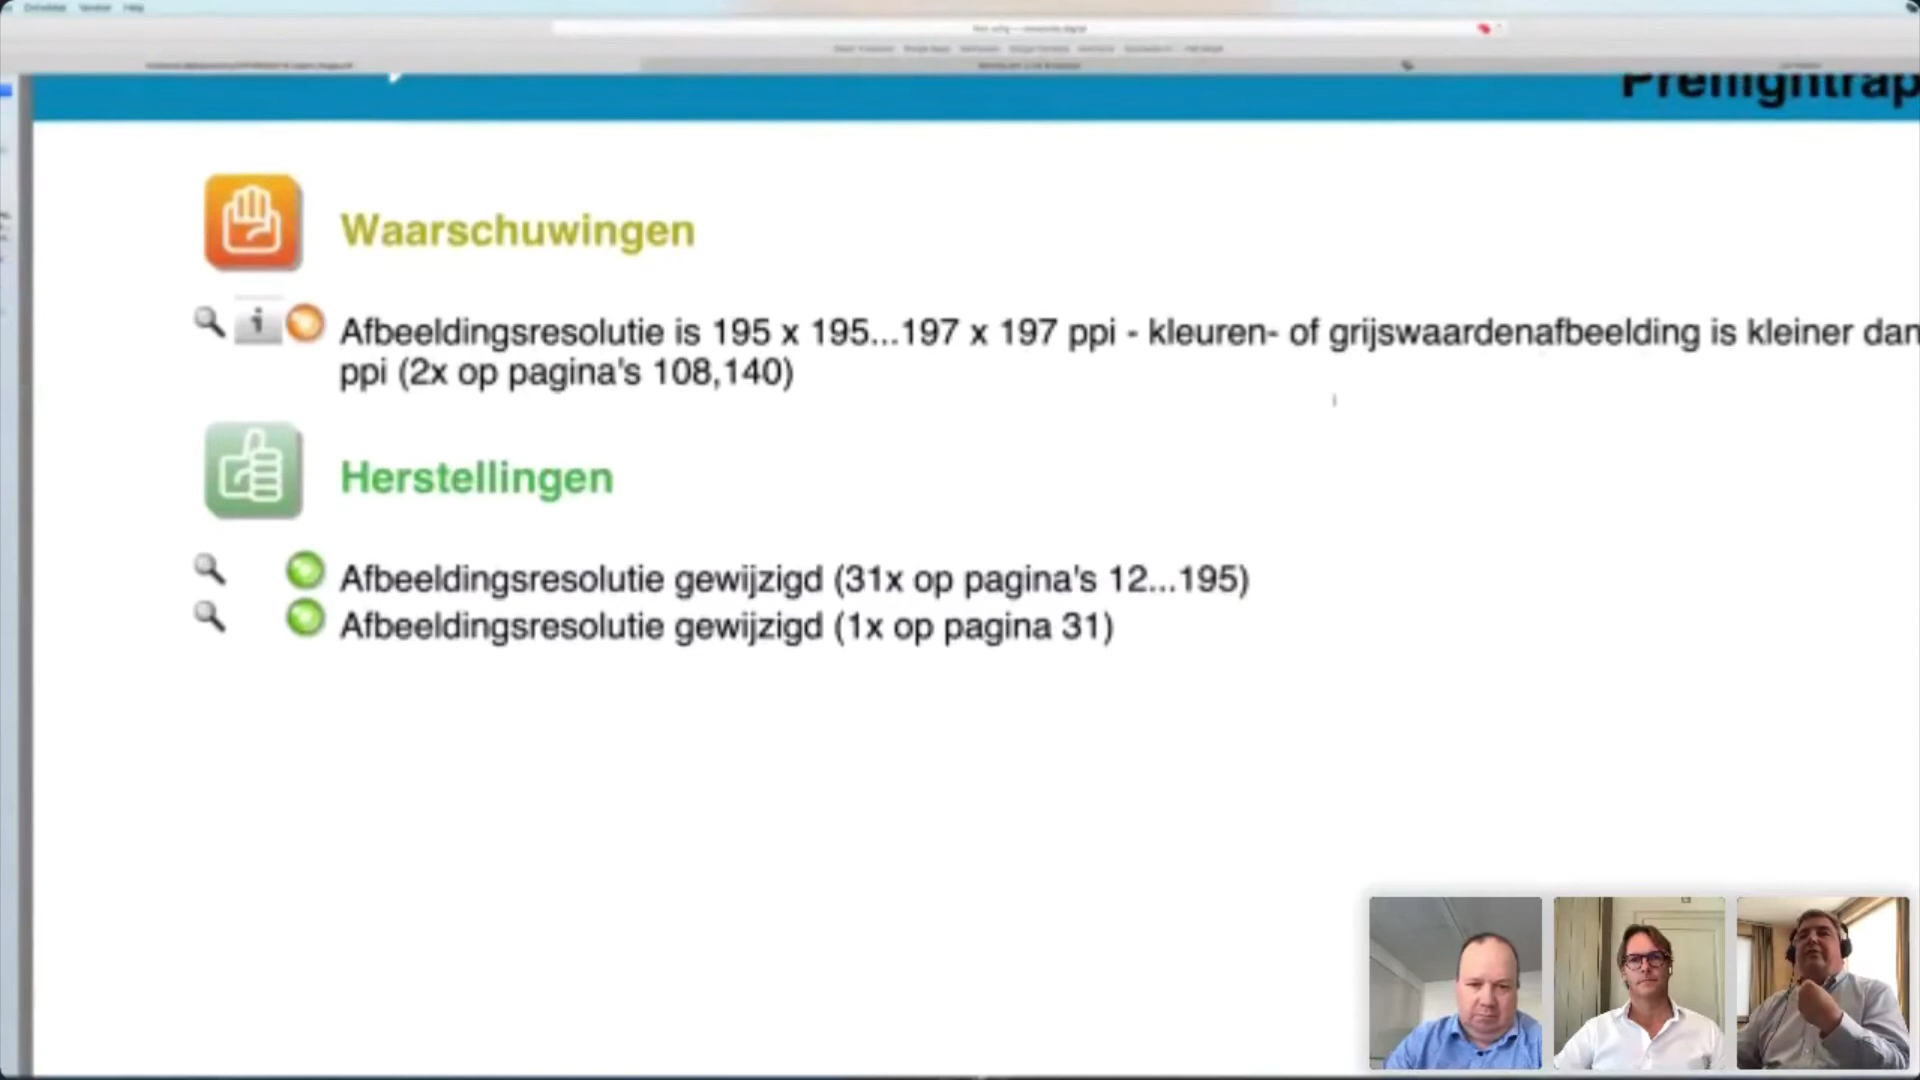 Preflightrap
Waarschuwingen
Afbeeldingsresolutie is 195 x 195...197 x 197 ppi - kleuren- of grijswaardenafbeelding is kleiner dan
ppi (2x op pagina's 108,140)
Herstellingen
Afbeeldingsresolutie gewijzigd (31x op pagina's 12...195)
Afbeeldingsresolutie gewijzigd (1x op pagina 31)